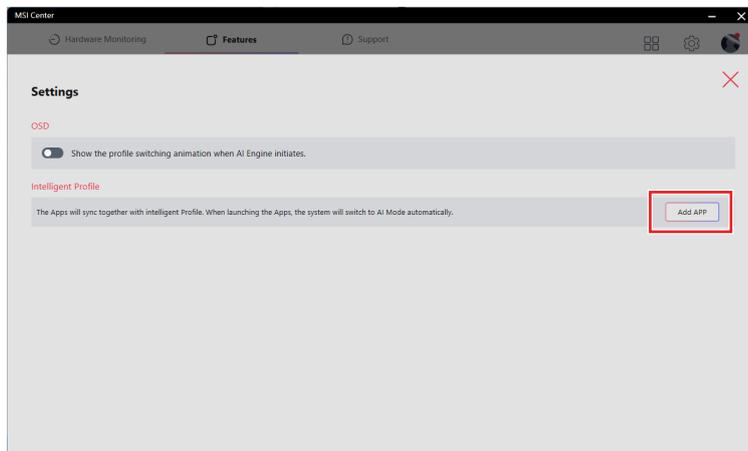 MSI Center
Hardware Monitoring
Features
Support
Settings
OSD
Show the profile switching animation when AI Engine initiates.
Intelligent Profile
The Apps will sync together with intelligent Profile. When launching the Apps, the system will switch to AI Mode automatically.
Add APP